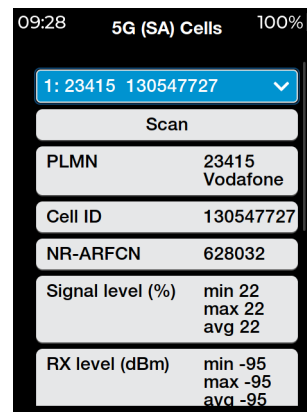 09:28 5G (SA) Cells 100%
1: 23415 130547727
Scan
PLMN 23415
Vodafone
Cell ID 130547727
NR-ARFCN 628032
Signal level (%) min 22
max 22
avg 22
RX level (dBm) min -95
max -95
avg -95